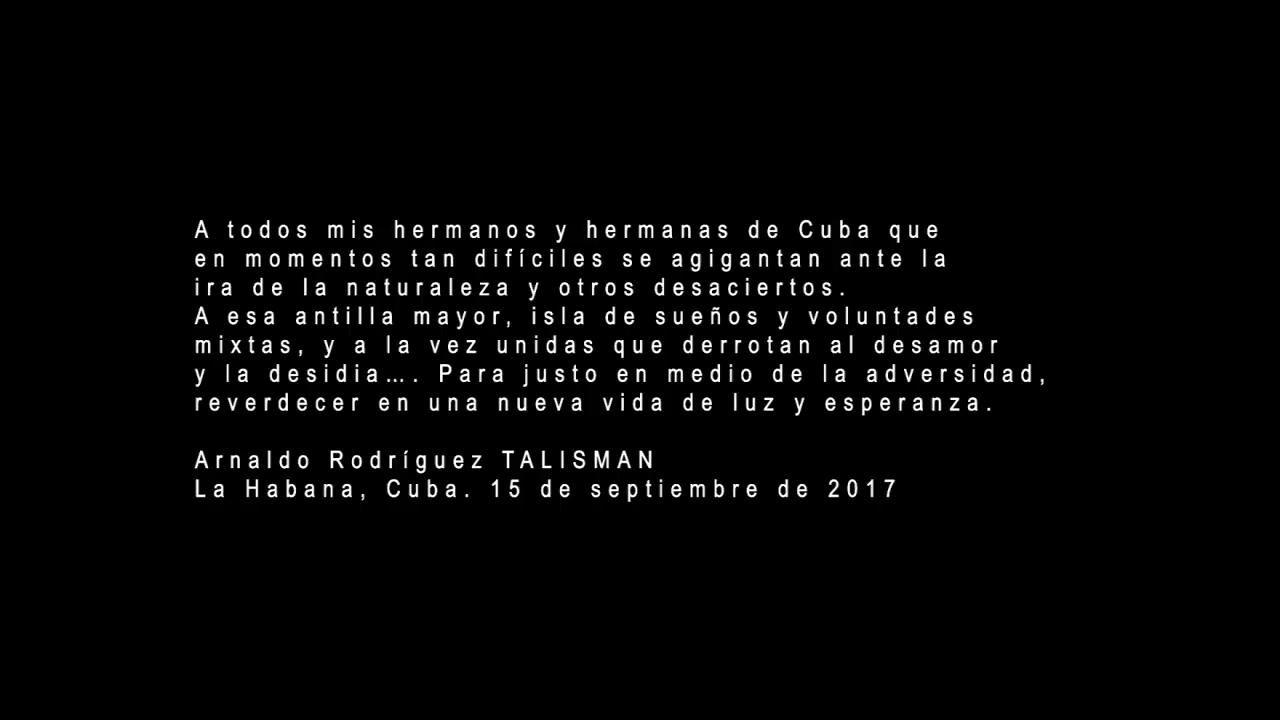 A todos mis hermanos y hermanas de Cuba que
en momentos tan difíciles se agigantan ante la
ira de la naturaleza y otros desaciertos.
A esa antilla mayor, isla de sueños y voluntades
mixtas, y a la vez unidas que derrotan al desamor
y la desidia.... Para justo en medio de la adversidad,
reverdecer en una nueva vida de luz y esperanza.
Arnaldo Rodríguez TALISMAN
La Habana, Cuba. 15 de septiembre de 2017